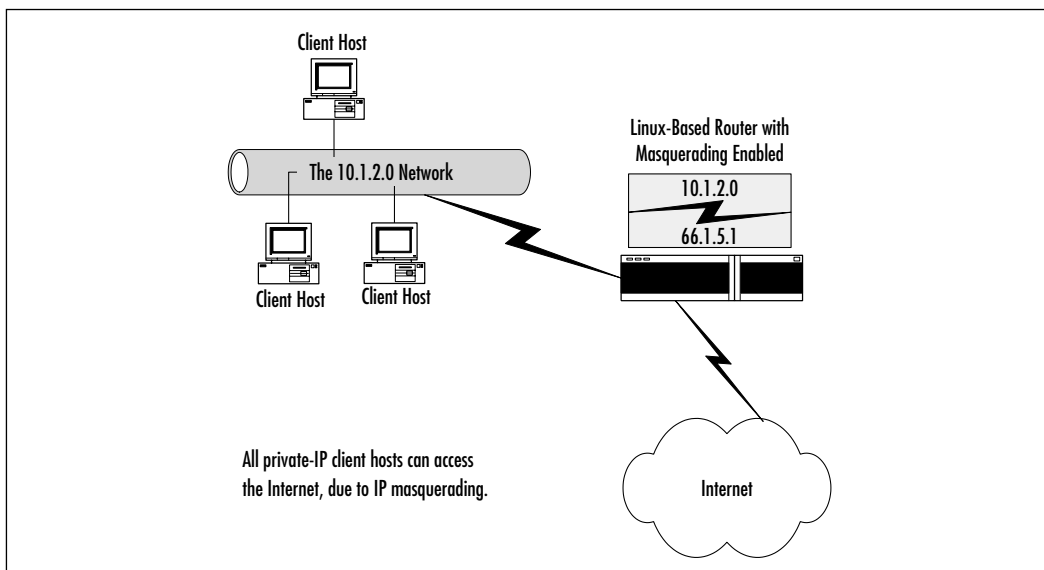 Client Host
The 10.1.2.0 Network
Client Host
Client Host
Linux-Based Router with
Masquerading Enabled
10.1.2.0
66.1.5.1
All private-IP client hosts can access
the Internet, due to IP masquerading.
Internet